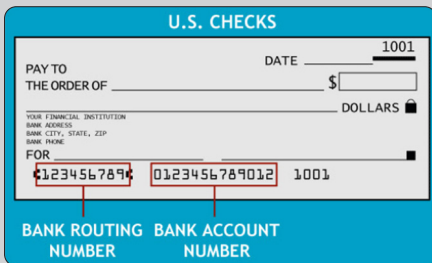 U.S. CHECKS
1001
DATE
PAY TO
THE ORDER OF $
DOLLARS
YOUR FINANCIAL INSTITUTION
BANK ADDRESS
BANK CITY, STATE, ZIP
BANK PHONE
FOR
⑆123456789⑆ 0123456789012 1001
BANK ROUTING NUMBER
BANK ACCOUNT NUMBER